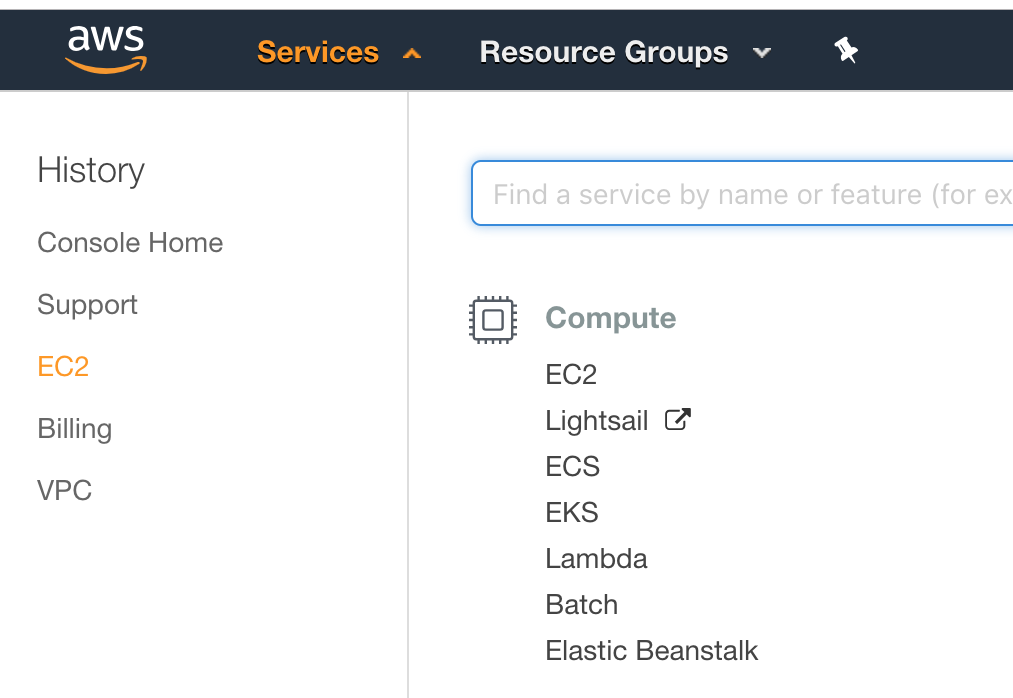 aws
Services
Resource Groups
History
Console Home
Support
EC2
Billing
VPC
Find a service by name or feature (for ex
Compute
EC2
Lightsail
ECS
EKS
Lambda
Batch
Elastic Beanstalk